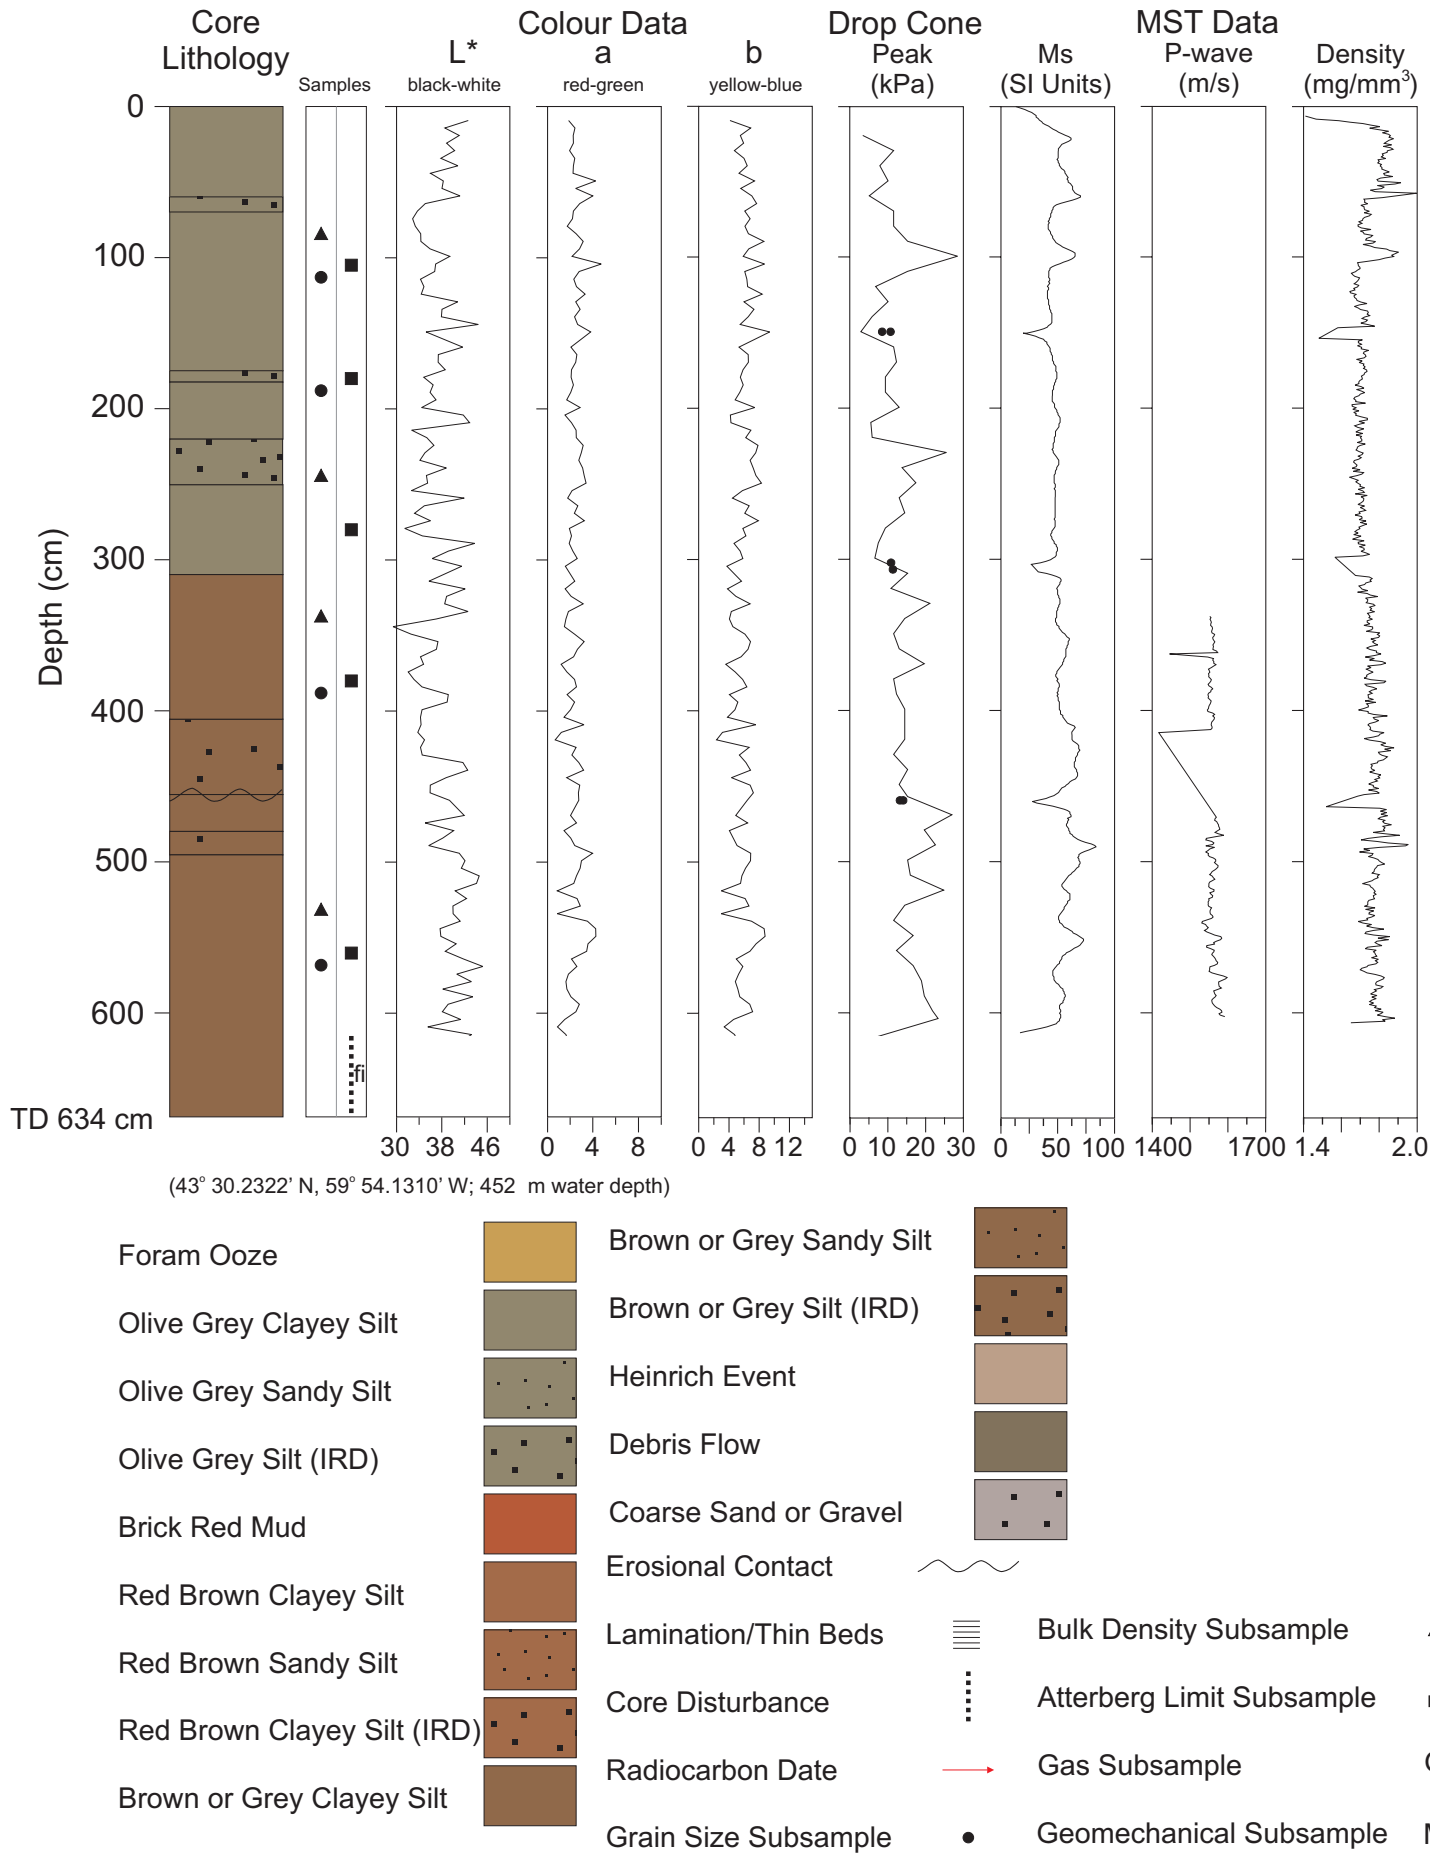 Core Lithology
Samples
Colour Data
L*
black-white
a
red-green
b
yellow-blue
Drop Cone
Peak
(kPa)
Ms
(SI Units)
MST Data
P-wave
(m/s)
Density
(mg/mm³)
Depth (cm)
0
100
200
300
400
500
600
TD 634 cm
fi
30 38 46
0 4 8
0 4 8 12
0 10 20 30
0 50 100
1400 1700
1.4 2.0
(43° 30.2322' N, 59° 54.1310' W; 452 m water depth)
Foram Ooze
Olive Grey Clayey Silt
Olive Grey Sandy Silt
Olive Grey Silt (IRD)
Brick Red Mud
Red Brown Clayey Silt
Red Brown Sandy Silt
Red Brown Clayey Silt (IRD)
Brown or Grey Clayey Silt
Brown or Grey Sandy Silt
Brown or Grey Silt (IRD)
Heinrich Event
Debris Flow
Coarse Sand or Gravel
Erosional Contact
Lamination/Thin Beds
Core Disturbance
Radiocarbon Date
Grain Size Subsample
Bulk Density Subsample
Atterberg Limit Subsample
Gas Subsample
Geomechanical Subsample